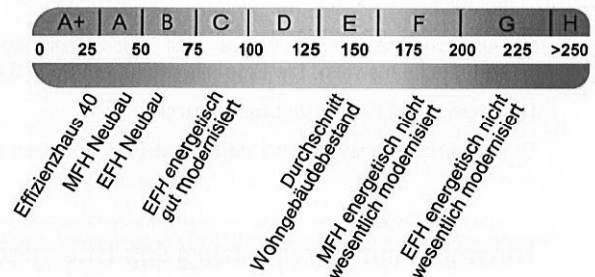 A+ A B C D E F G H
0 25 50 75 100 125 150 175 200 225 >250
Effizienzhaus 40
MFH Neubau
EFH Neubau
EFH energetisch
gut modernisiert
Durchschnitt
Wohngebäudebestand
MFH energetisch nicht
wesentlich modernisiert
EFH energetisch nicht
wesentlich modernisiert